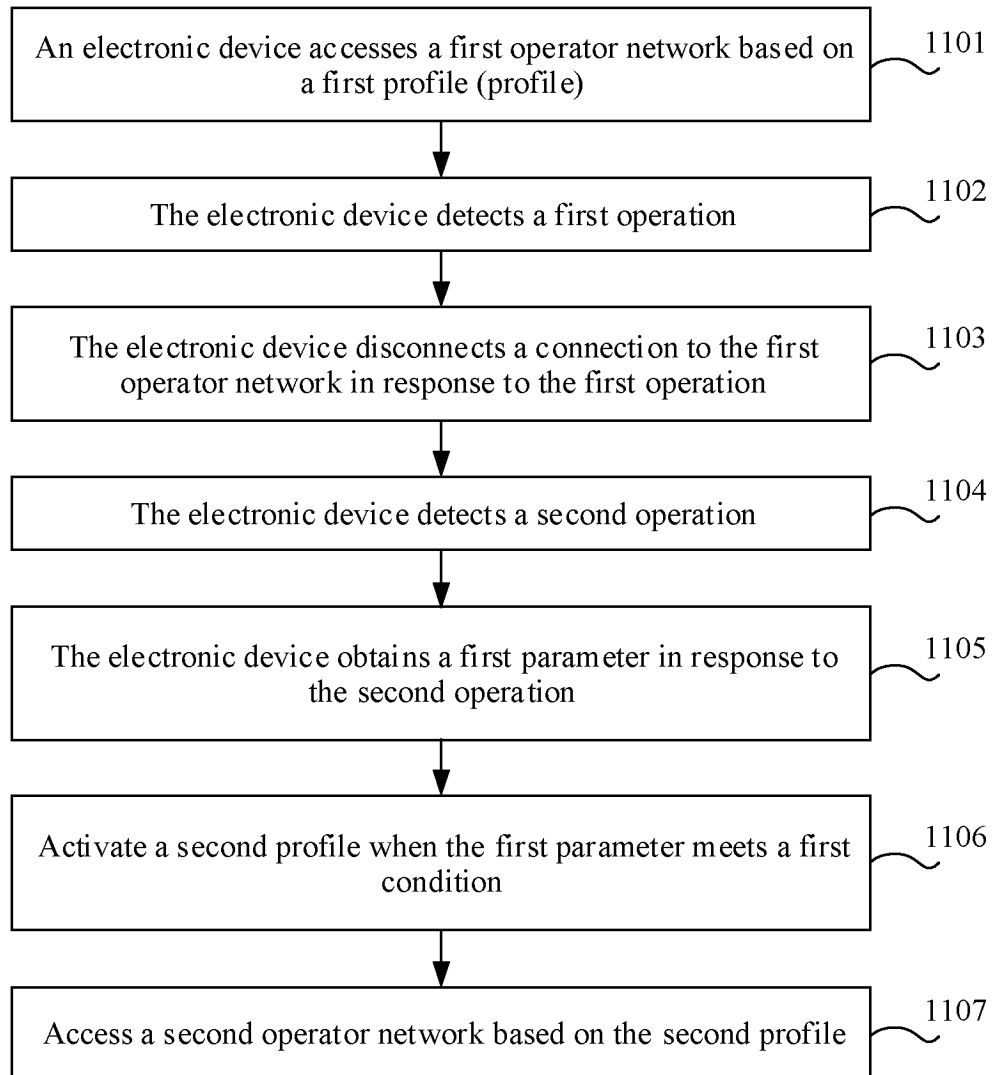 An electronic device accesses a first operator network based on
a first profile (profile)
1101
The electronic device detects a first operation
1102
The electronic device disconnects a connection to the first
operator network in response to the first operation
1103
The electronic device detects a second operation
1104
The electronic device obtains a first parameter in response to
the second operation
1105
Activate a second profile when the first parameter meets a first
condition
1106
Access a second operator network based on the second profile
1107